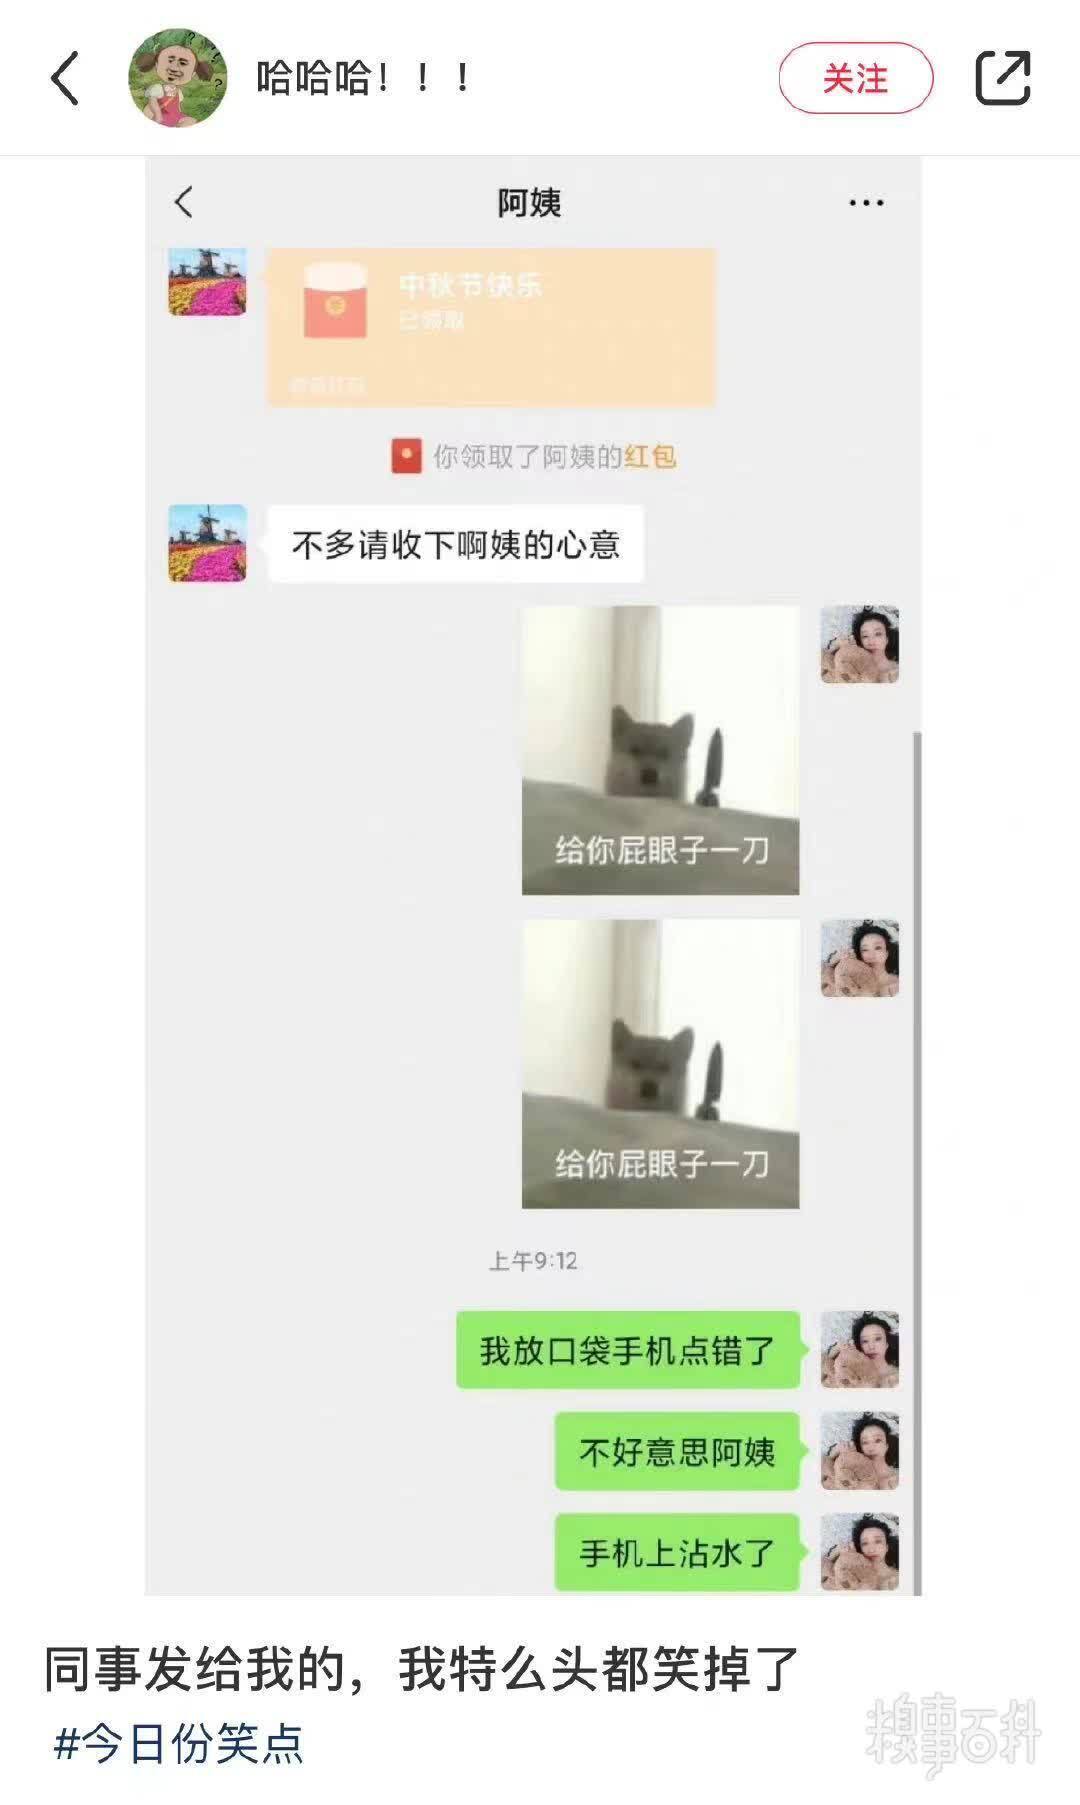 哈哈哈！！！
关注
阿姨
中秋节快乐
已领取
微信红包
你领取了阿姨的红包
不多请收下啊姨的心意
给你屁眼子一刀
给你屁眼子一刀
上午9:12
我放口袋手机点错了
不好意思阿姨
手机上沾水了
同事发给我的，我特么头都笑掉了
#今日份笑点
糗事百科